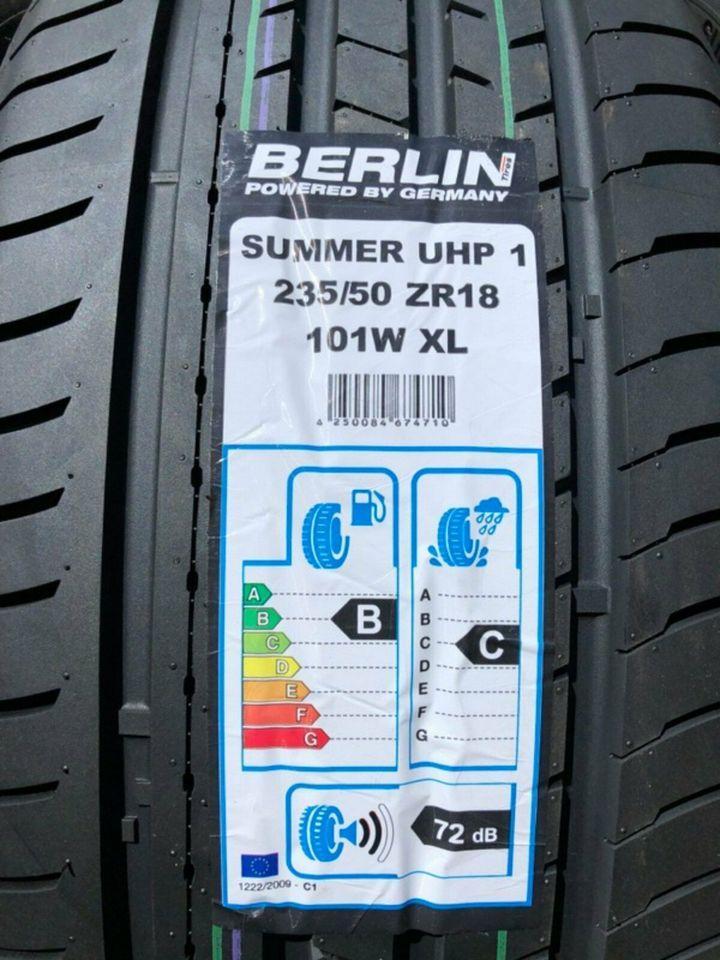 BERLIN Tires
POWERED BY GERMANY
SUMMER UHP 1
235/50 ZR18
101W XL
4 250084 674710
A
B
C
D
E
F
G
B
A
B
C
D
E
F
G
C
72 dB
1222/2009 - C1